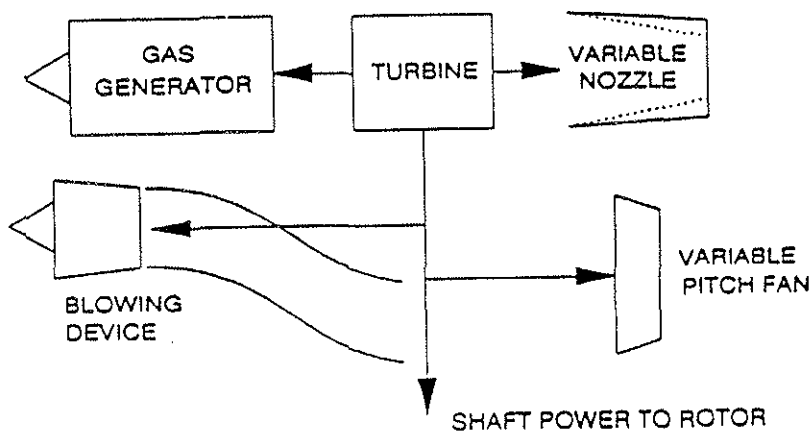 GAS
GENERATOR
TURBINE
VARIABLE
NOZZLE
BLOWING
DEVICE
VARIABLE
PITCH FAN
SHAFT POWER TO ROTOR